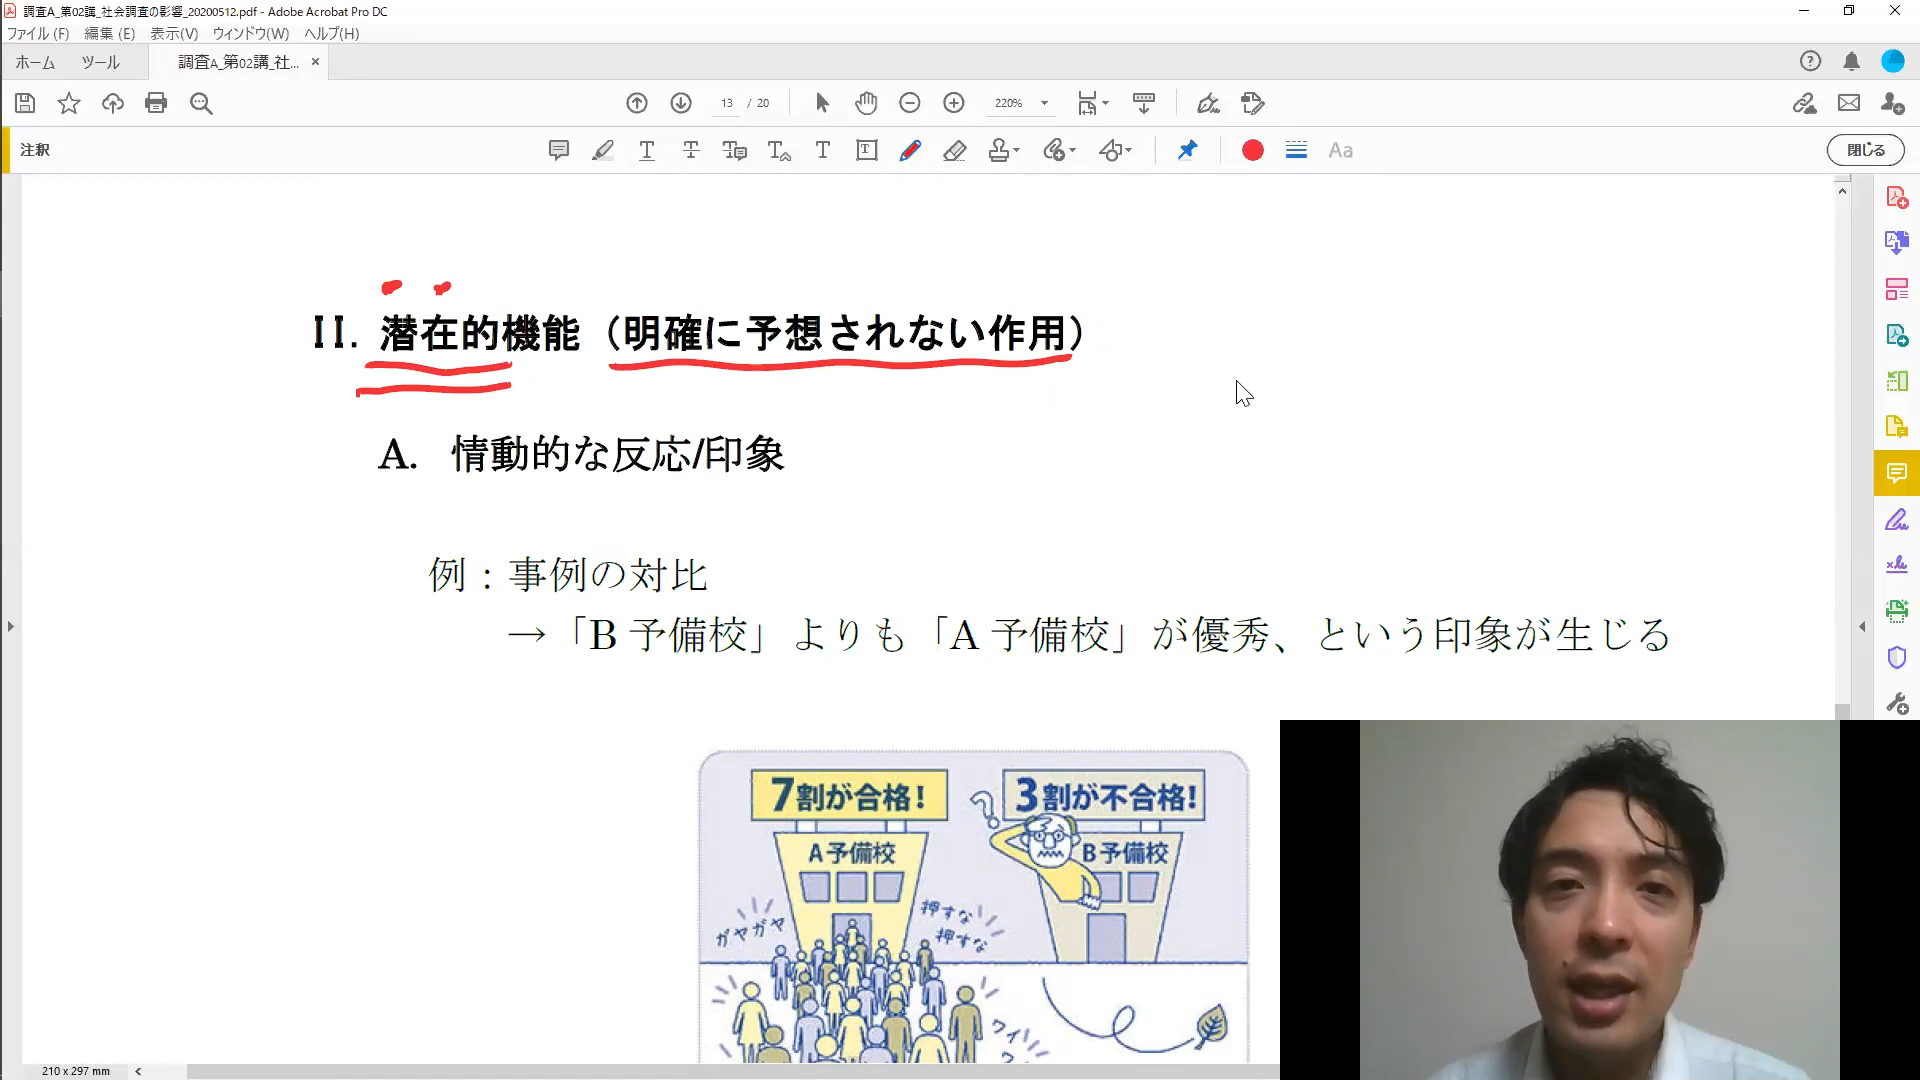 調査A_第02講_社会調査の影響_20200512.pdf - Adobe Acrobat Pro DC
ファイル(F) 編集(E) 表示(V) ウィンドウ(W) ヘルプ(H)
ホーム ツール 調査A_第02講_社... ×
13 / 20 220%
注釈 Aa 閉じる
II. 潜在的機能（明確に予想されない作用）
A. 情動的な反応/印象
例：事例の対比
→「B 予備校」よりも「A 予備校」が優秀、という印象が生じる
7割が合格！ 3割が不合格！
A予備校 B予備校
ガヤガヤ 押すな
押すな
ワイ
210 x 297 mm